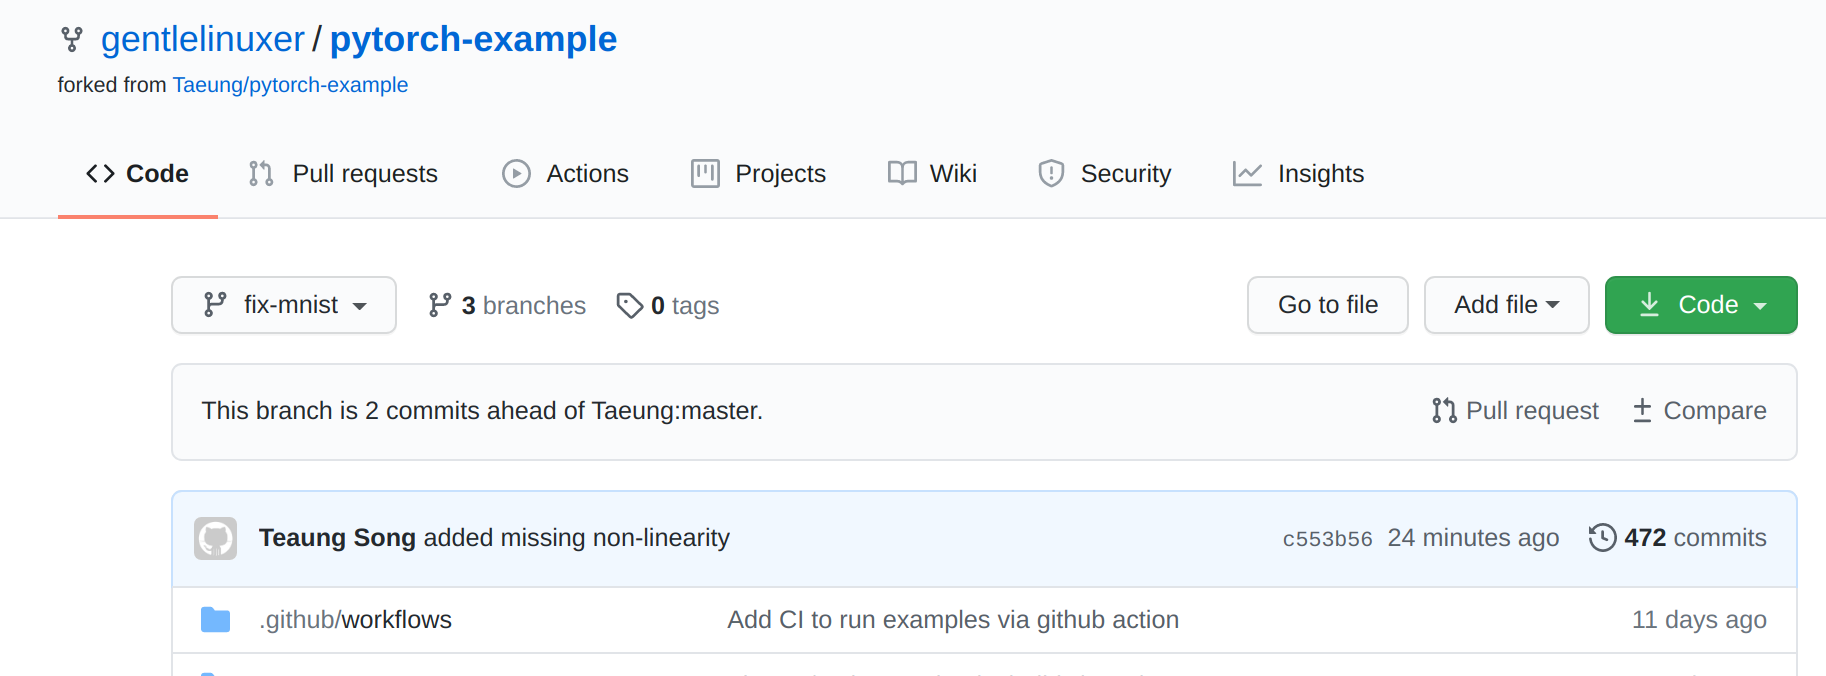 gentlelinuxer / pytorch-example
forked from Taeung/pytorch-example
Code Pull requests Actions Projects Wiki Security Insights
fix-mnist 3 branches 0 tags Go to file Add file Code
This branch is 2 commits ahead of Taeung:master. Pull request Compare
Teaung Song added missing non-linearity c553b56 24 minutes ago 472 commits
.github/workflows Add CI to run examples via github action 11 days ago